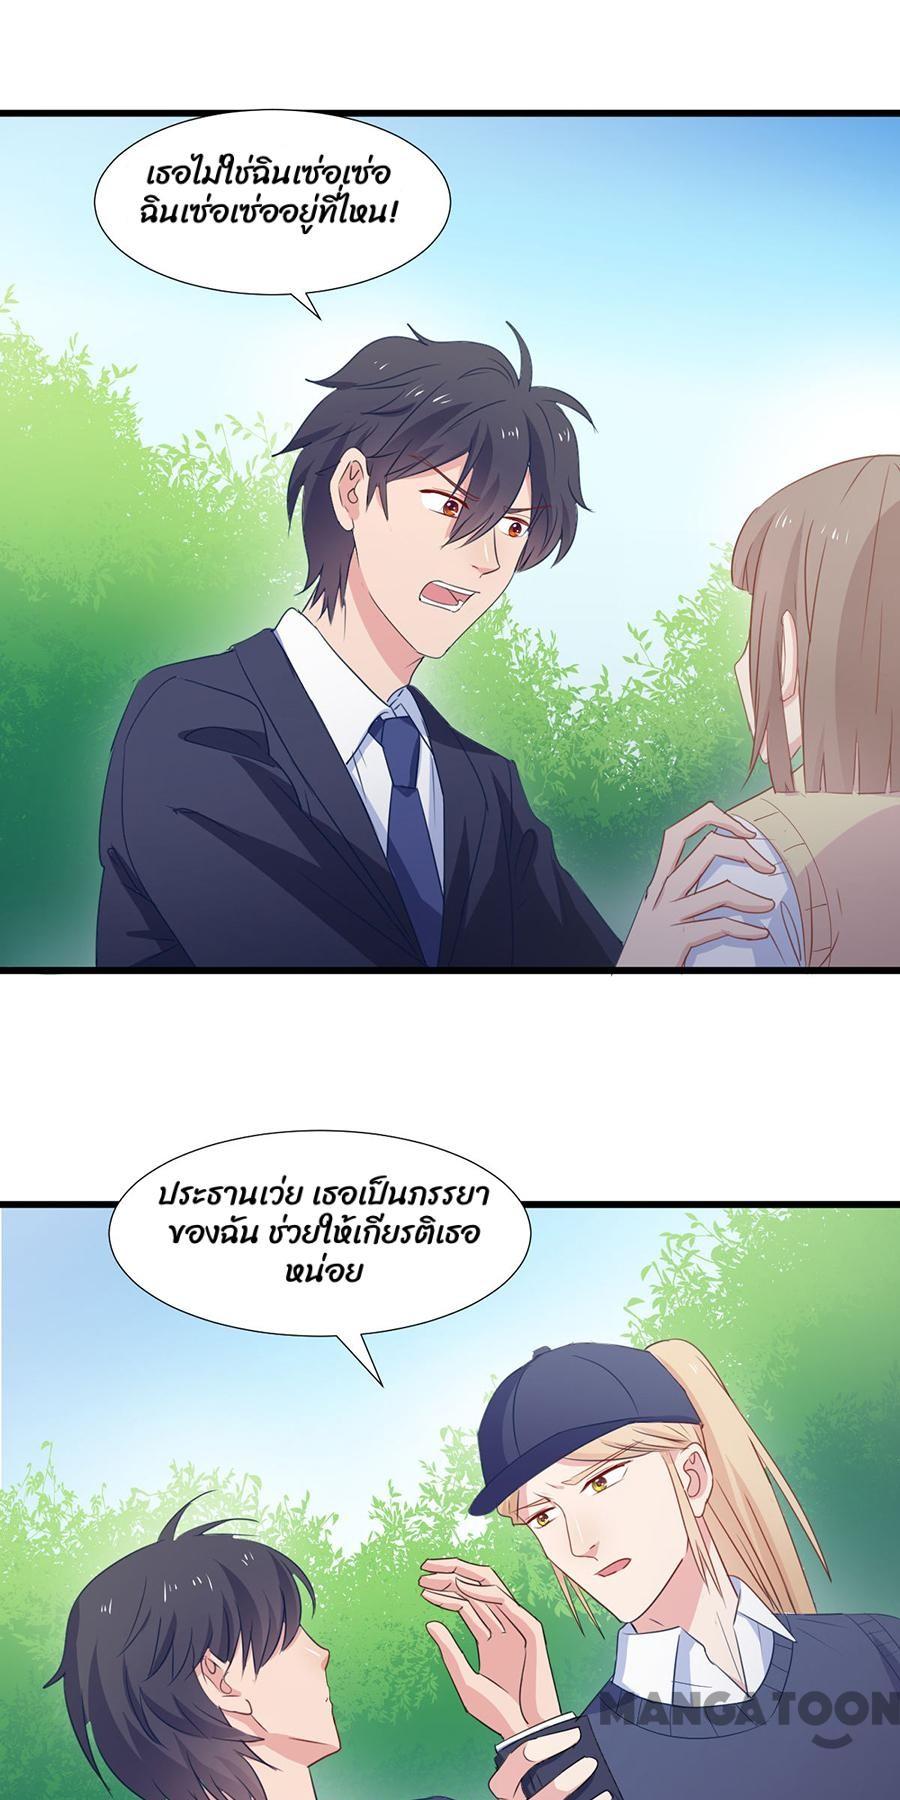 เธอไม่ใช่ฉินเซ่อเซ่อ
ฉินเซ่อเซ่ออยู่ที่ไหน!
ประธานเว่ย เธอเป็นภรรยา
ของฉัน ช่วยให้เกียรติเธอ
หน่อย
MANGATOON